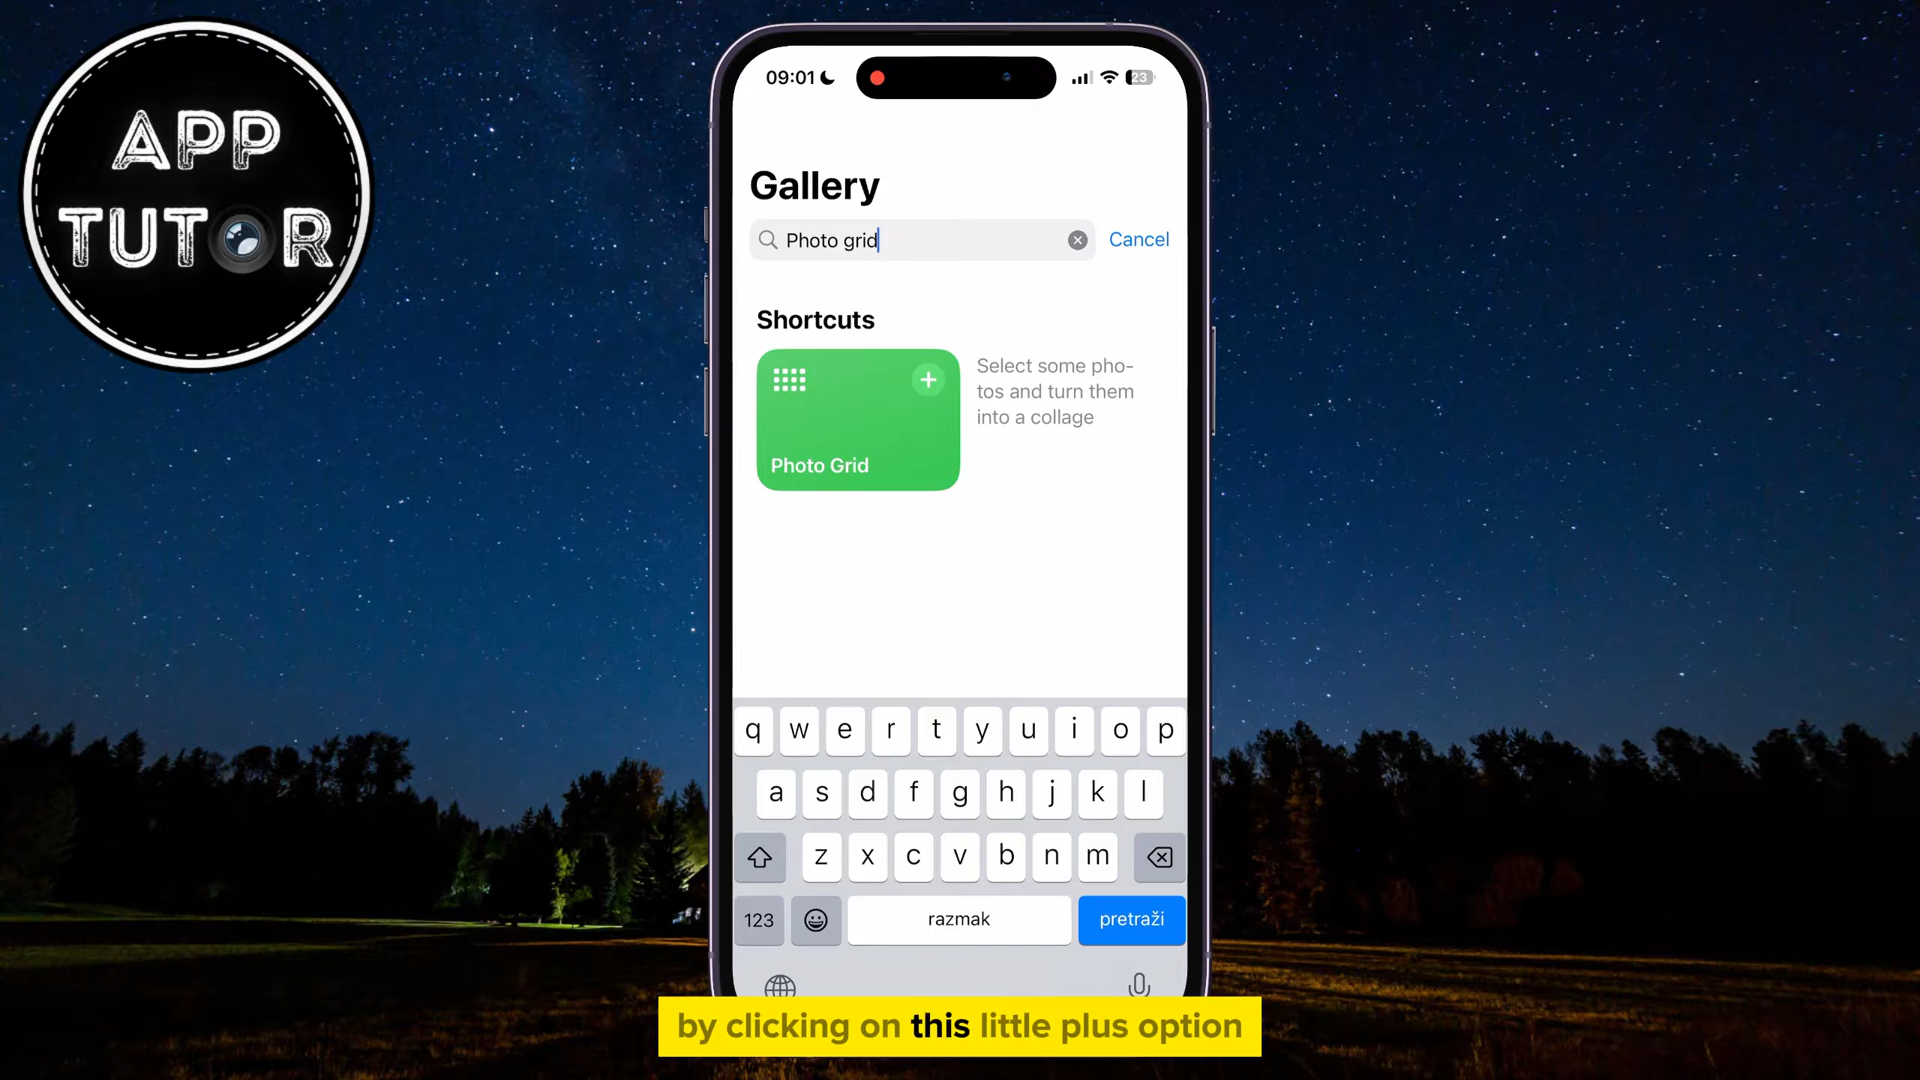 APP
TUTOR
09:01
23
Gallery
Photo grid
Cancel
Shortcuts
Photo Grid
Select some pho-
tos and turn them
into a collage
q w e r t y u i o p
a s d f g h j k l
z x c v b n m
123
razmak
pretraži
by clicking on this little plus option